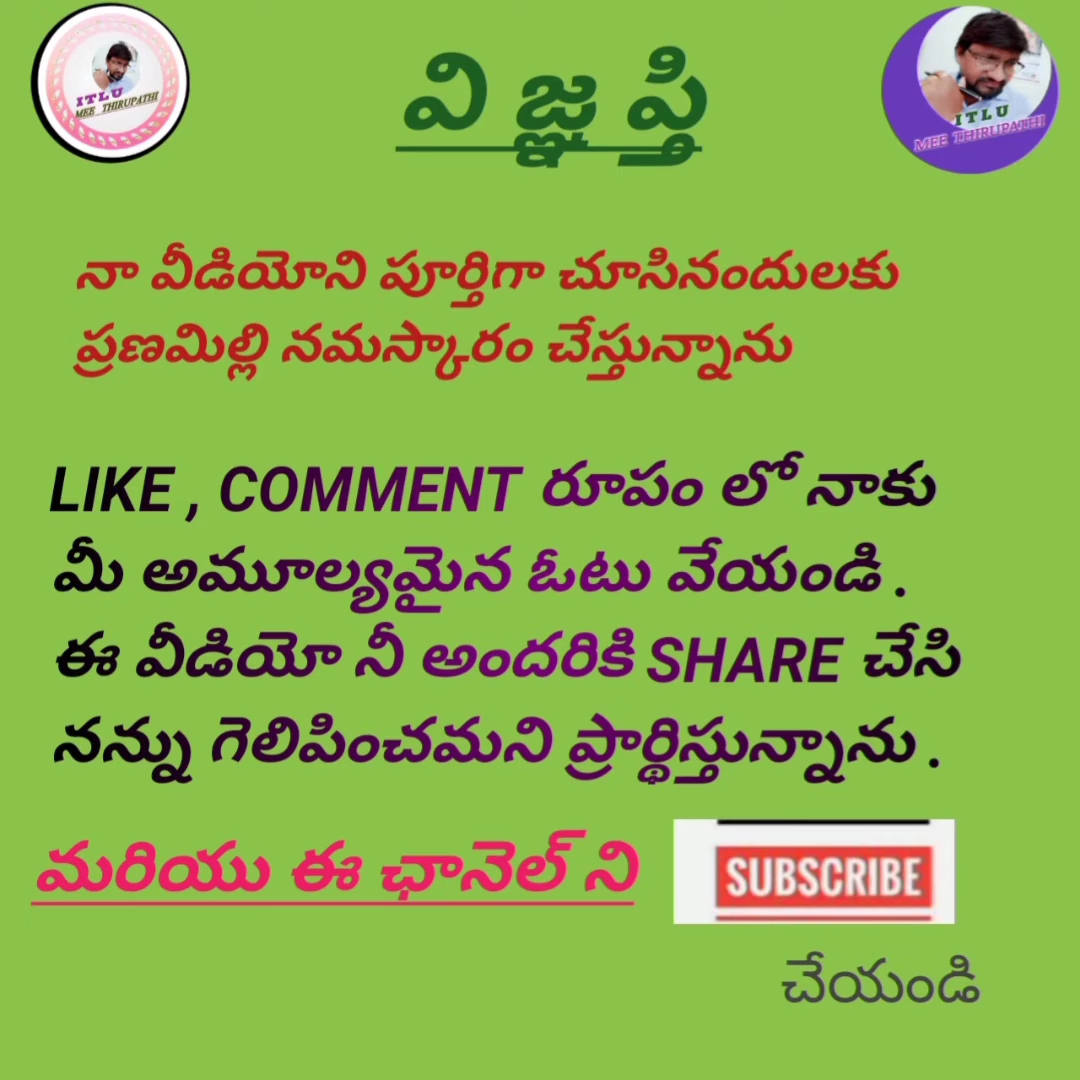 ITLU
MEE THIRUPATHI
వి జ్ఞ ప్తి
ITLU
MEE THIRUPATHI
నా వీడియోని పూర్తిగా చూసినందులకు
ప్రణమిల్లి నమస్కారం చేస్తున్నాను
LIKE , COMMENT రూపం లో నాకు
మీ అమూల్యమైన ఓటు వేయండి .
ఈ వీడియో నీ అందరికి SHARE చేసి
నన్ను గెలిపించమని ప్రార్థిస్తున్నాను .
మరియు ఈ ఛానెల్ ని
SUBSCRIBE
చేయండి